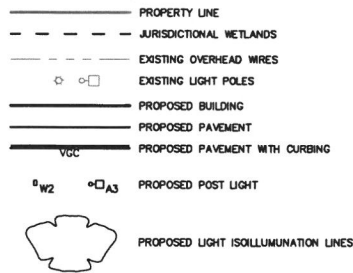 PROPERTY LINE
JURISDICTIONAL WETLANDS
EXISTING OVERHEAD WIRES
EXISTING LIGHT POLES
PROPOSED BUILDING
PROPOSED PAVEMENT
VGC PROPOSED PAVEMENT WITH CURBING
W2 A3 PROPOSED POST LIGHT
PROPOSED LIGHT ISOILLUMUNATION LINES